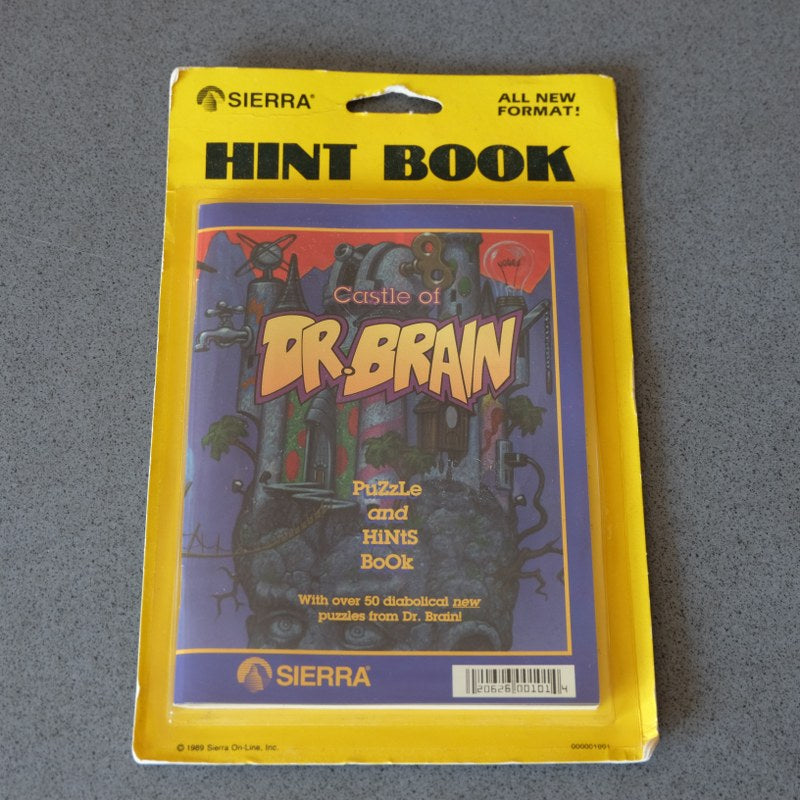 SIERRA®
ALL NEW
FORMAT!
HINT BOOK
Castle of
DR. BRAIN
PuZzLe
and
HiNtS
BoOk
With over 50 diabolical new
puzzles from Dr. Brain!
SIERRA®
20626 00101 4
© 1989 Sierra On-Line, Inc.